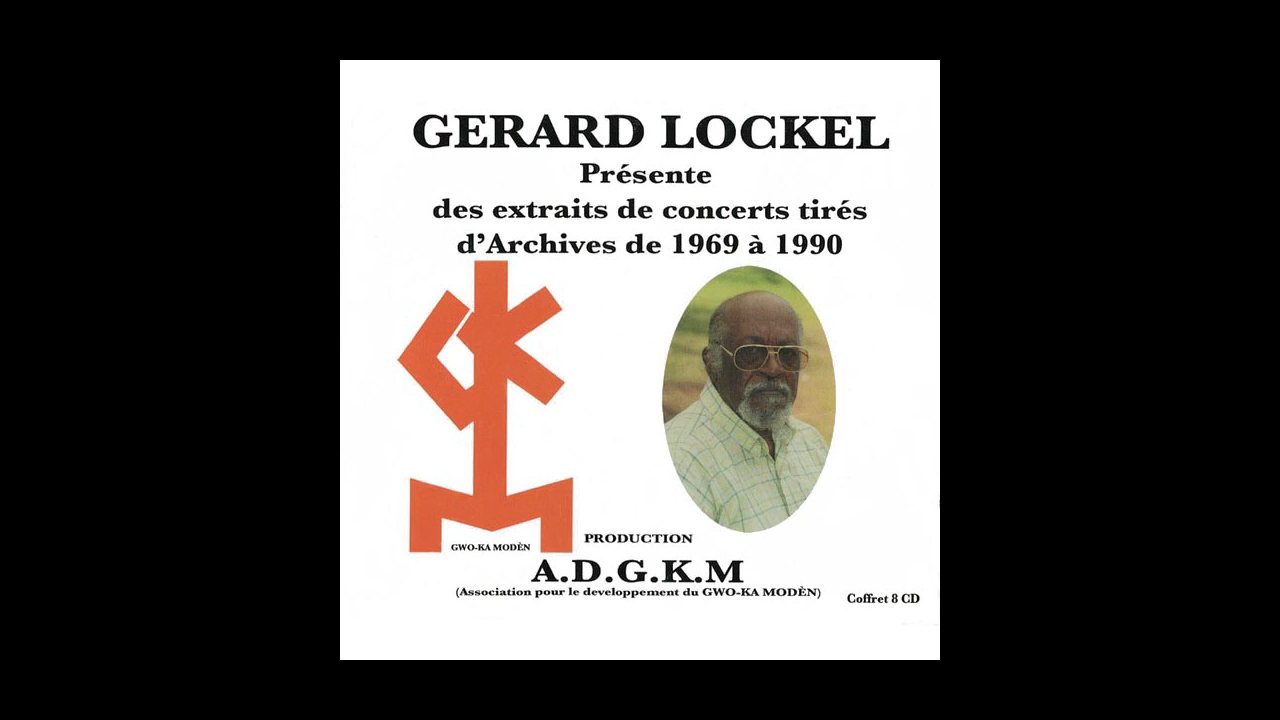 GERARD LOCKEL
Présente
des extraits de concerts tirés
d’Archives de 1969 à 1990
GWO-KA MODÈN
PRODUCTION
A.D.G.K.M
(Association pour le developpement du GWO-KA MODÈN)
Coffret 8 CD